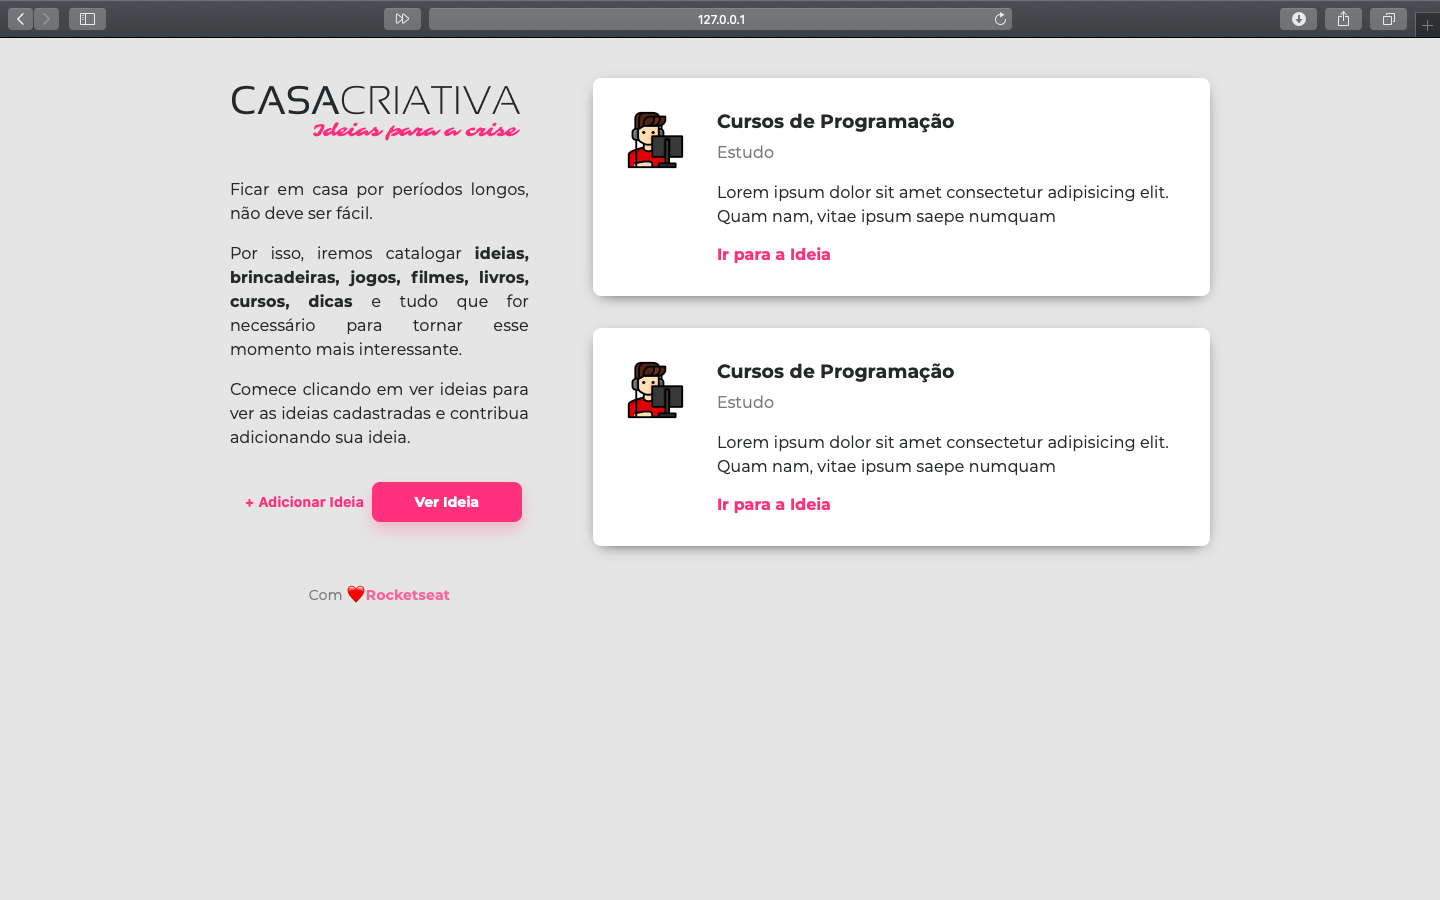 127.0.0.1
CASACRIATIVA
Ideias para a crise
Ficar em casa por períodos longos,
não deve ser fácil.
Por isso, iremos catalogar ideias,
brincadeiras, jogos, filmes, livros,
cursos, dicas e tudo que for
necessário para tornar esse
momento mais interessante.
Comece clicando em ver ideias para
ver as ideias cadastradas e contribua
adicionando sua ideia.
+ Adicionar Ideia
Ver Ideia
Com ❤️Rocketseat
Cursos de Programação
Estudo
Lorem ipsum dolor sit amet consectetur adipisicing elit.
Quam nam, vitae ipsum saepe numquam
Ir para a Ideia
Cursos de Programação
Estudo
Lorem ipsum dolor sit amet consectetur adipisicing elit.
Quam nam, vitae ipsum saepe numquam
Ir para a Ideia